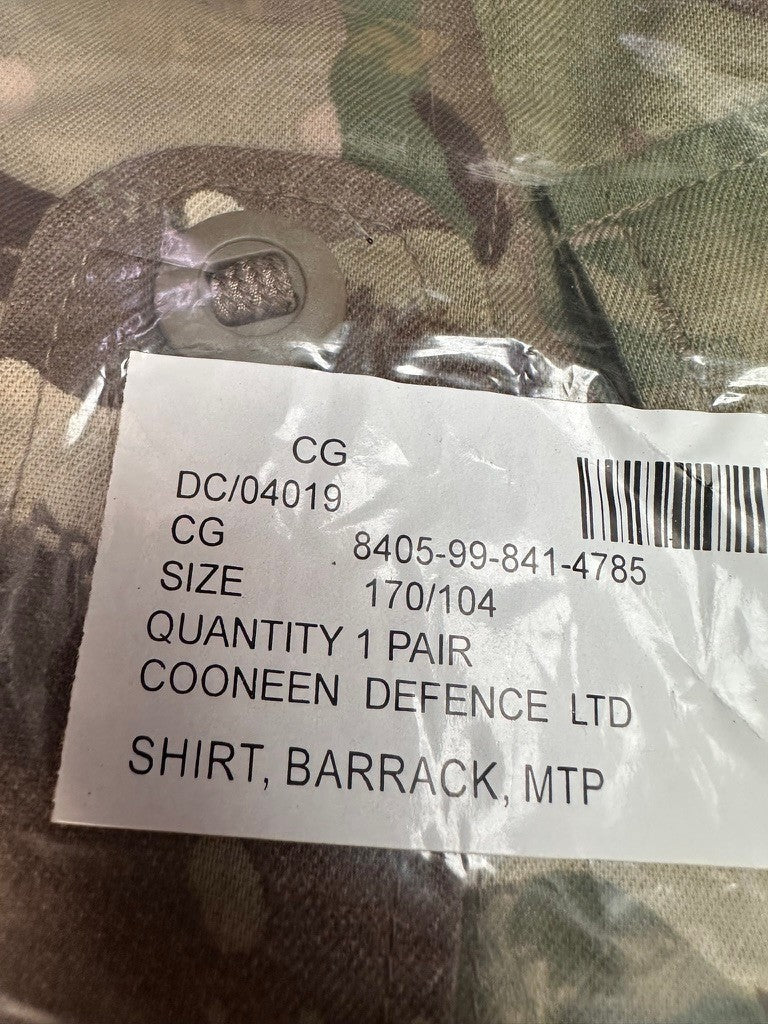 CG
DC/04019
CG 8405-99-841-4785
SIZE 170/104
QUANTITY 1 PAIR
COONEEN DEFENCE LTD
SHIRT, BARRACK, MTP